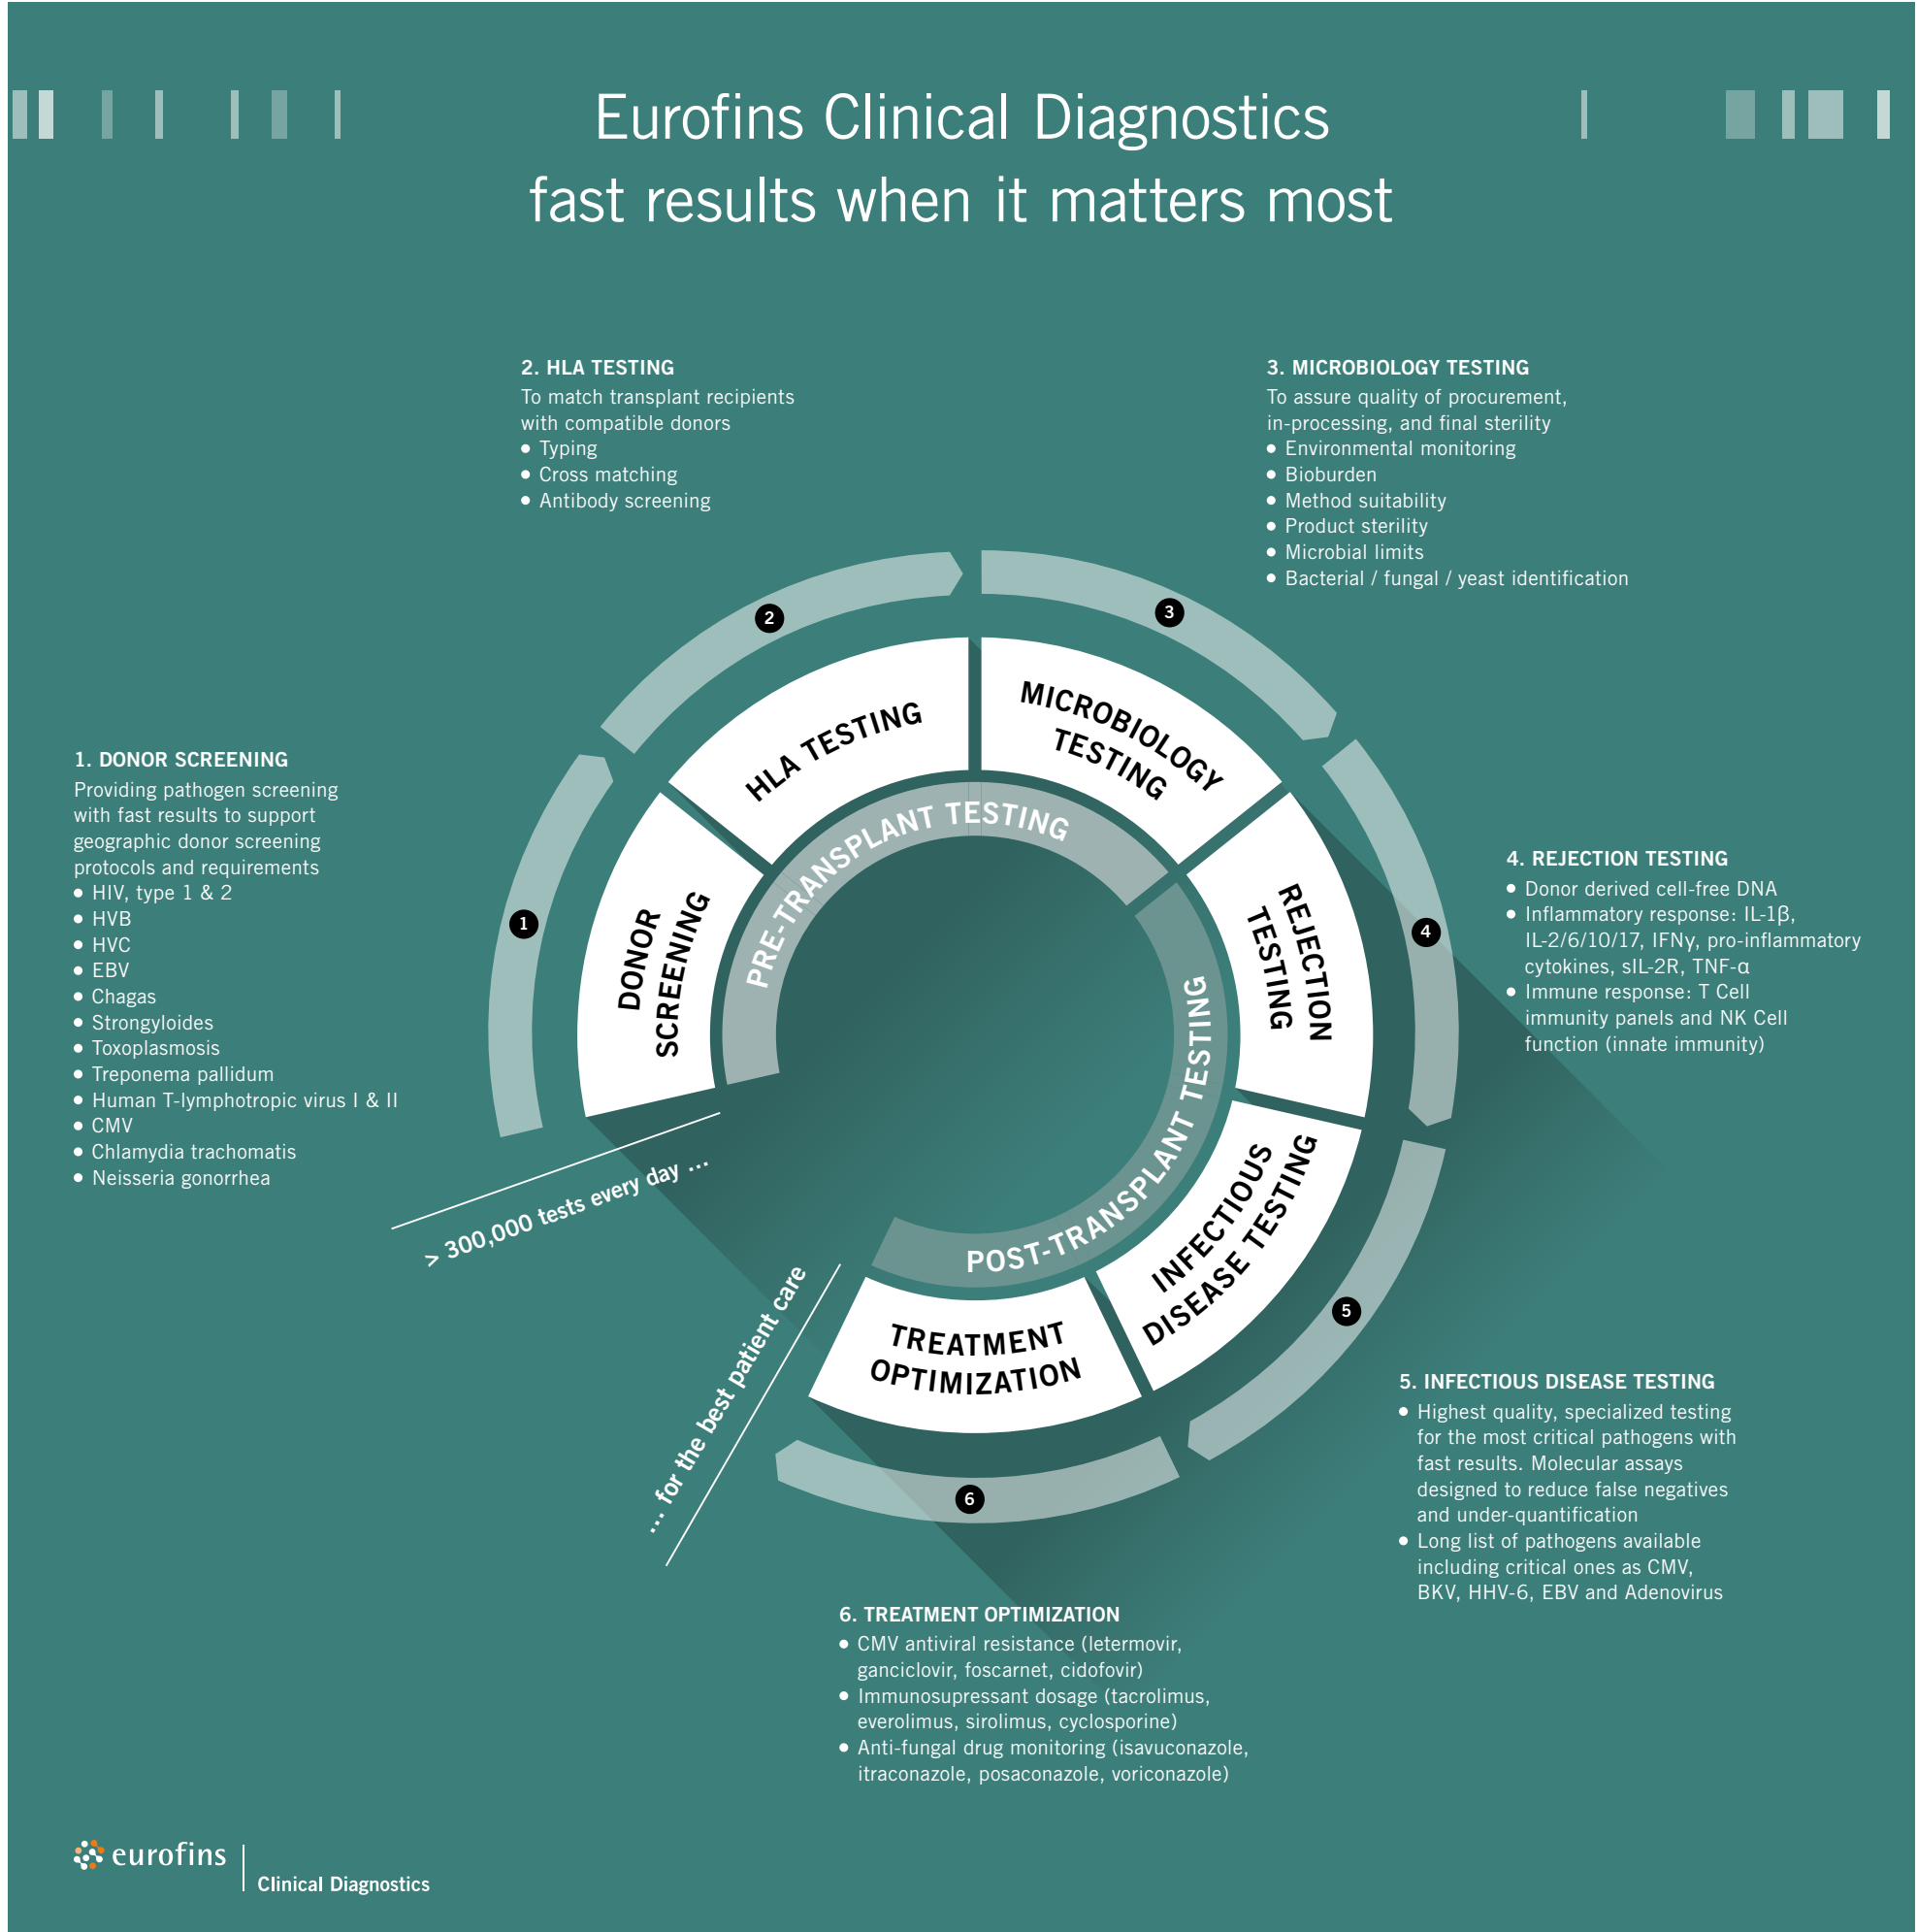 Eurofins Clinical Diagnostics
fast results when it matters most
2. HLA TESTING
To match transplant recipients
with compatible donors
• Typing
• Cross matching
• Antibody screening
3. MICROBIOLOGY TESTING
To assure quality of procurement,
in-processing, and final sterility
• Environmental monitoring
• Bioburden
• Method suitability
• Product sterility
• Microbial limits
• Bacterial / fungal / yeast identification
1. DONOR SCREENING
Providing pathogen screening
with fast results to support
geographic donor screening
protocols and requirements
• HIV, type 1 & 2
• HVB
• HVC
• EBV
• Chagas
• Strongyloides
• Toxoplasmosis
• Treponema pallidum
• Human T-lymphotropic virus I & II
• CMV
• Chlamydia trachomatis
• Neisseria gonorrhea
1
2
3
4
5
6
DONOR
SCREENING
HLA TESTING
MICROBIOLOGY
TESTING
REJECTION
TESTING
INFECTIOUS
DISEASE TESTING
TREATMENT
OPTIMIZATION
PRE-TRANSPLANT TESTING
POST-TRANSPLANT TESTING
> 300,000 tests every day ...
... for the best patient care
4. REJECTION TESTING
• Donor derived cell-free DNA
• Inflammatory response: IL-1β,
IL-2/6/10/17, IFNγ, pro-inflammatory
cytokines, sIL-2R, TNF-α
• Immune response: T Cell
immunity panels and NK Cell
function (innate immunity)
5. INFECTIOUS DISEASE TESTING
• Highest quality, specialized testing
for the most critical pathogens with
fast results. Molecular assays
designed to reduce false negatives
and under-quantification
• Long list of pathogens available
including critical ones as CMV,
BKV, HHV-6, EBV and Adenovirus
6. TREATMENT OPTIMIZATION
• CMV antiviral resistance (letermovir,
ganciclovir, foscarnet, cidofovir)
• Immunosupressant dosage (tacrolimus,
everolimus, sirolimus, cyclosporine)
• Anti-fungal drug monitoring (isavuconazole,
itraconazole, posaconazole, voriconazole)
eurofins
Clinical Diagnostics